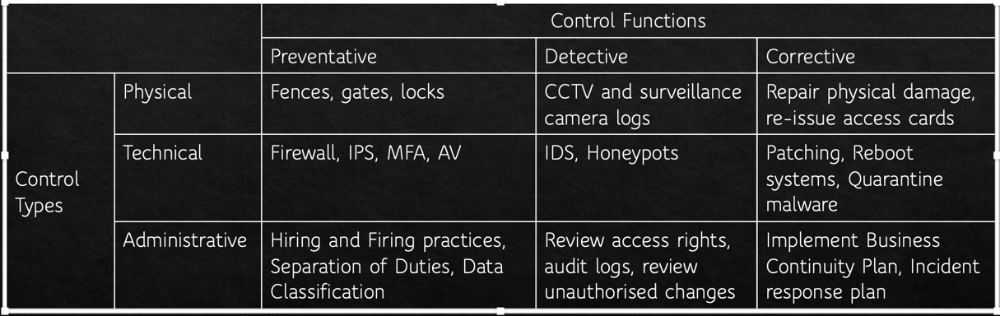 Control Functions
Preventative
Detective
Corrective
Control
Types
Physical
Fences, gates, locks
CCTV and surveillance
camera logs
Repair physical damage,
re-issue access cards
Technical
Firewall, IPS, MFA, AV
IDS, Honeypots
Patching, Reboot
systems, Quarantine
malware
Administrative
Hiring and Firing practices,
Separation of Duties, Data
Classification
Review access rights,
audit logs, review
unauthorised changes
Implement Business
Continuity Plan, Incident
response plan